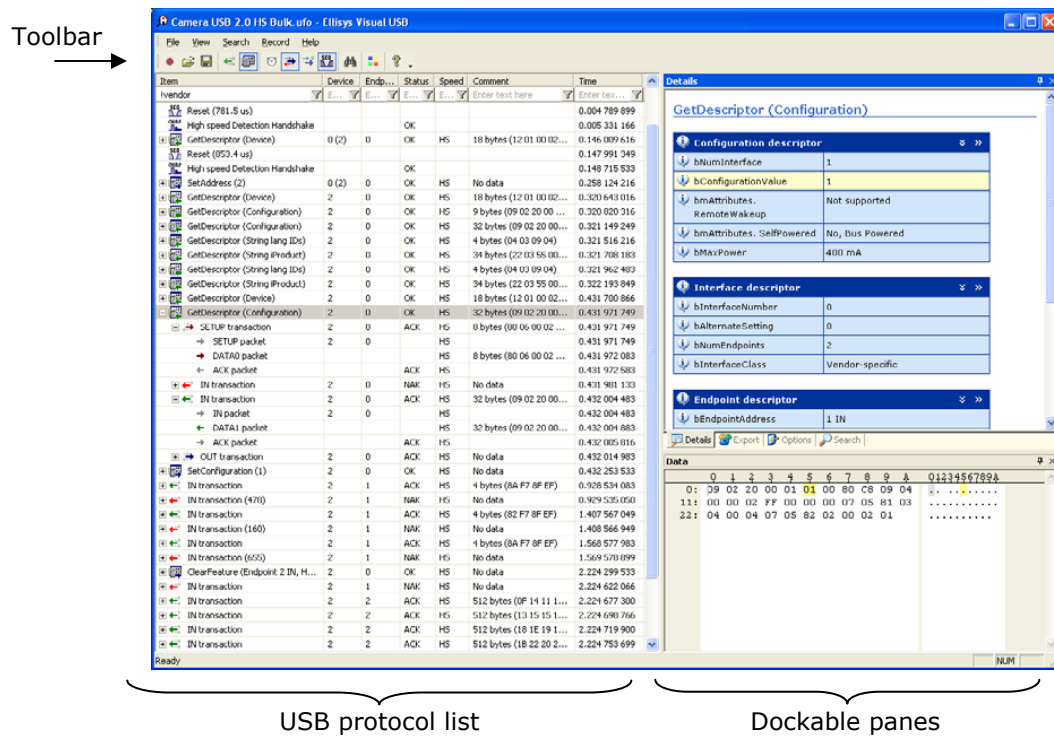 Toolbar
Camera USB 2.0 HS Bulk.ufo - Ellisys Visual USB
File View Search Record Help
Item Device Endp... Status Speed Comment Time
!vendor E... E... E... E... Enter text here Enter tex...
Reset (781.5 us) 0.004 789 899
High speed Detection Handshake OK 0.005 331 166
GetDescriptor (Device) 0 (2) 0 OK HS 18 bytes (12 01 00 02... 0.146 009 616
Reset (853.4 us) 0.147 991 349
High speed Detection Handshake OK 0.148 715 533
SetAddress (2) 0 (2) 0 OK HS No data 0.258 124 216
GetDescriptor (Device) 2 0 OK HS 18 bytes (12 01 00 02... 0.320 643 016
GetDescriptor (Configuration) 2 0 OK HS 9 bytes (09 02 20 00 ... 0.320 820 316
GetDescriptor (Configuration) 2 0 OK HS 32 bytes (09 02 20 00... 0.321 149 249
GetDescriptor (String lang IDs) 2 0 OK HS 4 bytes (04 03 09 04) 0.321 516 216
GetDescriptor (String iProduct) 2 0 OK HS 34 bytes (22 03 55 00... 0.321 708 183
GetDescriptor (String lang IDs) 2 0 OK HS 4 bytes (04 03 09 04) 0.321 962 483
GetDescriptor (String iProduct) 2 0 OK HS 34 bytes (22 03 55 00... 0.322 193 849
GetDescriptor (Device) 2 0 OK HS 18 bytes (12 01 00 02... 0.431 700 866
GetDescriptor (Configuration) 2 0 OK HS 32 bytes (09 02 20 00... 0.431 971 749
SETUP transaction 2 0 ACK HS 8 bytes (80 06 00 02 ... 0.431 971 749
SETUP packet 2 0 HS 0.431 971 749
DATA0 packet HS 8 bytes (80 06 00 02 ... 0.431 972 083
ACK packet ACK HS 0.431 972 583
IN transaction 2 0 NAK HS No data 0.431 981 133
IN transaction 2 0 ACK HS 32 bytes (09 02 20 00... 0.432 004 483
IN packet 2 0 HS 0.432 004 483
DATA1 packet HS 32 bytes (09 02 20 00... 0.432 004 883
ACK packet ACK HS 0.432 005 816
OUT transaction 2 0 ACK HS No data 0.432 014 983
SetConfiguration (1) 2 0 OK HS No data 0.432 253 533
IN transaction 2 1 ACK HS 4 bytes (8A F7 8F EF) 0.928 534 083
IN transaction (478) 2 1 NAK HS No data 0.929 535 050
IN transaction 2 1 ACK HS 4 bytes (82 F7 8F EF) 1.407 567 049
IN transaction (160) 2 1 NAK HS No data 1.408 566 949
IN transaction 2 1 ACK HS 4 bytes (8A F7 8F EF) 1.568 577 983
IN transaction (655) 2 1 NAK HS No data 1.569 578 899
ClearFeature (Endpoint 2 IN, H... 2 0 OK HS No data 2.224 299 533
IN transaction 2 1 NAK HS No data 2.224 622 066
IN transaction 2 2 ACK HS 512 bytes (0F 14 11 1... 2.224 677 300
IN transaction 2 2 ACK HS 512 bytes (13 15 15 1... 2.224 698 766
IN transaction 2 2 ACK HS 512 bytes (18 1E 19 1... 2.224 719 900
IN transaction 2 2 ACK HS 512 bytes (1B 22 20 2... 2.224 753 699
Ready
Details
GetDescriptor (Configuration)
Configuration descriptor
bNumInterface 1
bConfigurationValue 1
bmAttributes. Not supported
RemoteWakeup
bmAttributes. SelfPowered No, Bus Powered
bMaxPower 400 mA
Interface descriptor
bInterfaceNumber 0
bAlternateSetting 0
bNumEndpoints 2
bInterfaceClass Vendor-specific
Endpoint descriptor
bEndpointAddress 1 IN
Details Export Options Search
Data
0 1 2 3 4 5 6 7 8 9 A 0123456789A
0: 09 02 20 00 01 01 00 80 C8 09 04 .. ........
11: 00 00 02 FF 00 00 00 07 05 81 03 ...........
22: 04 00 04 07 05 82 02 00 02 01 ..........
NUM
USB protocol list
Dockable panes